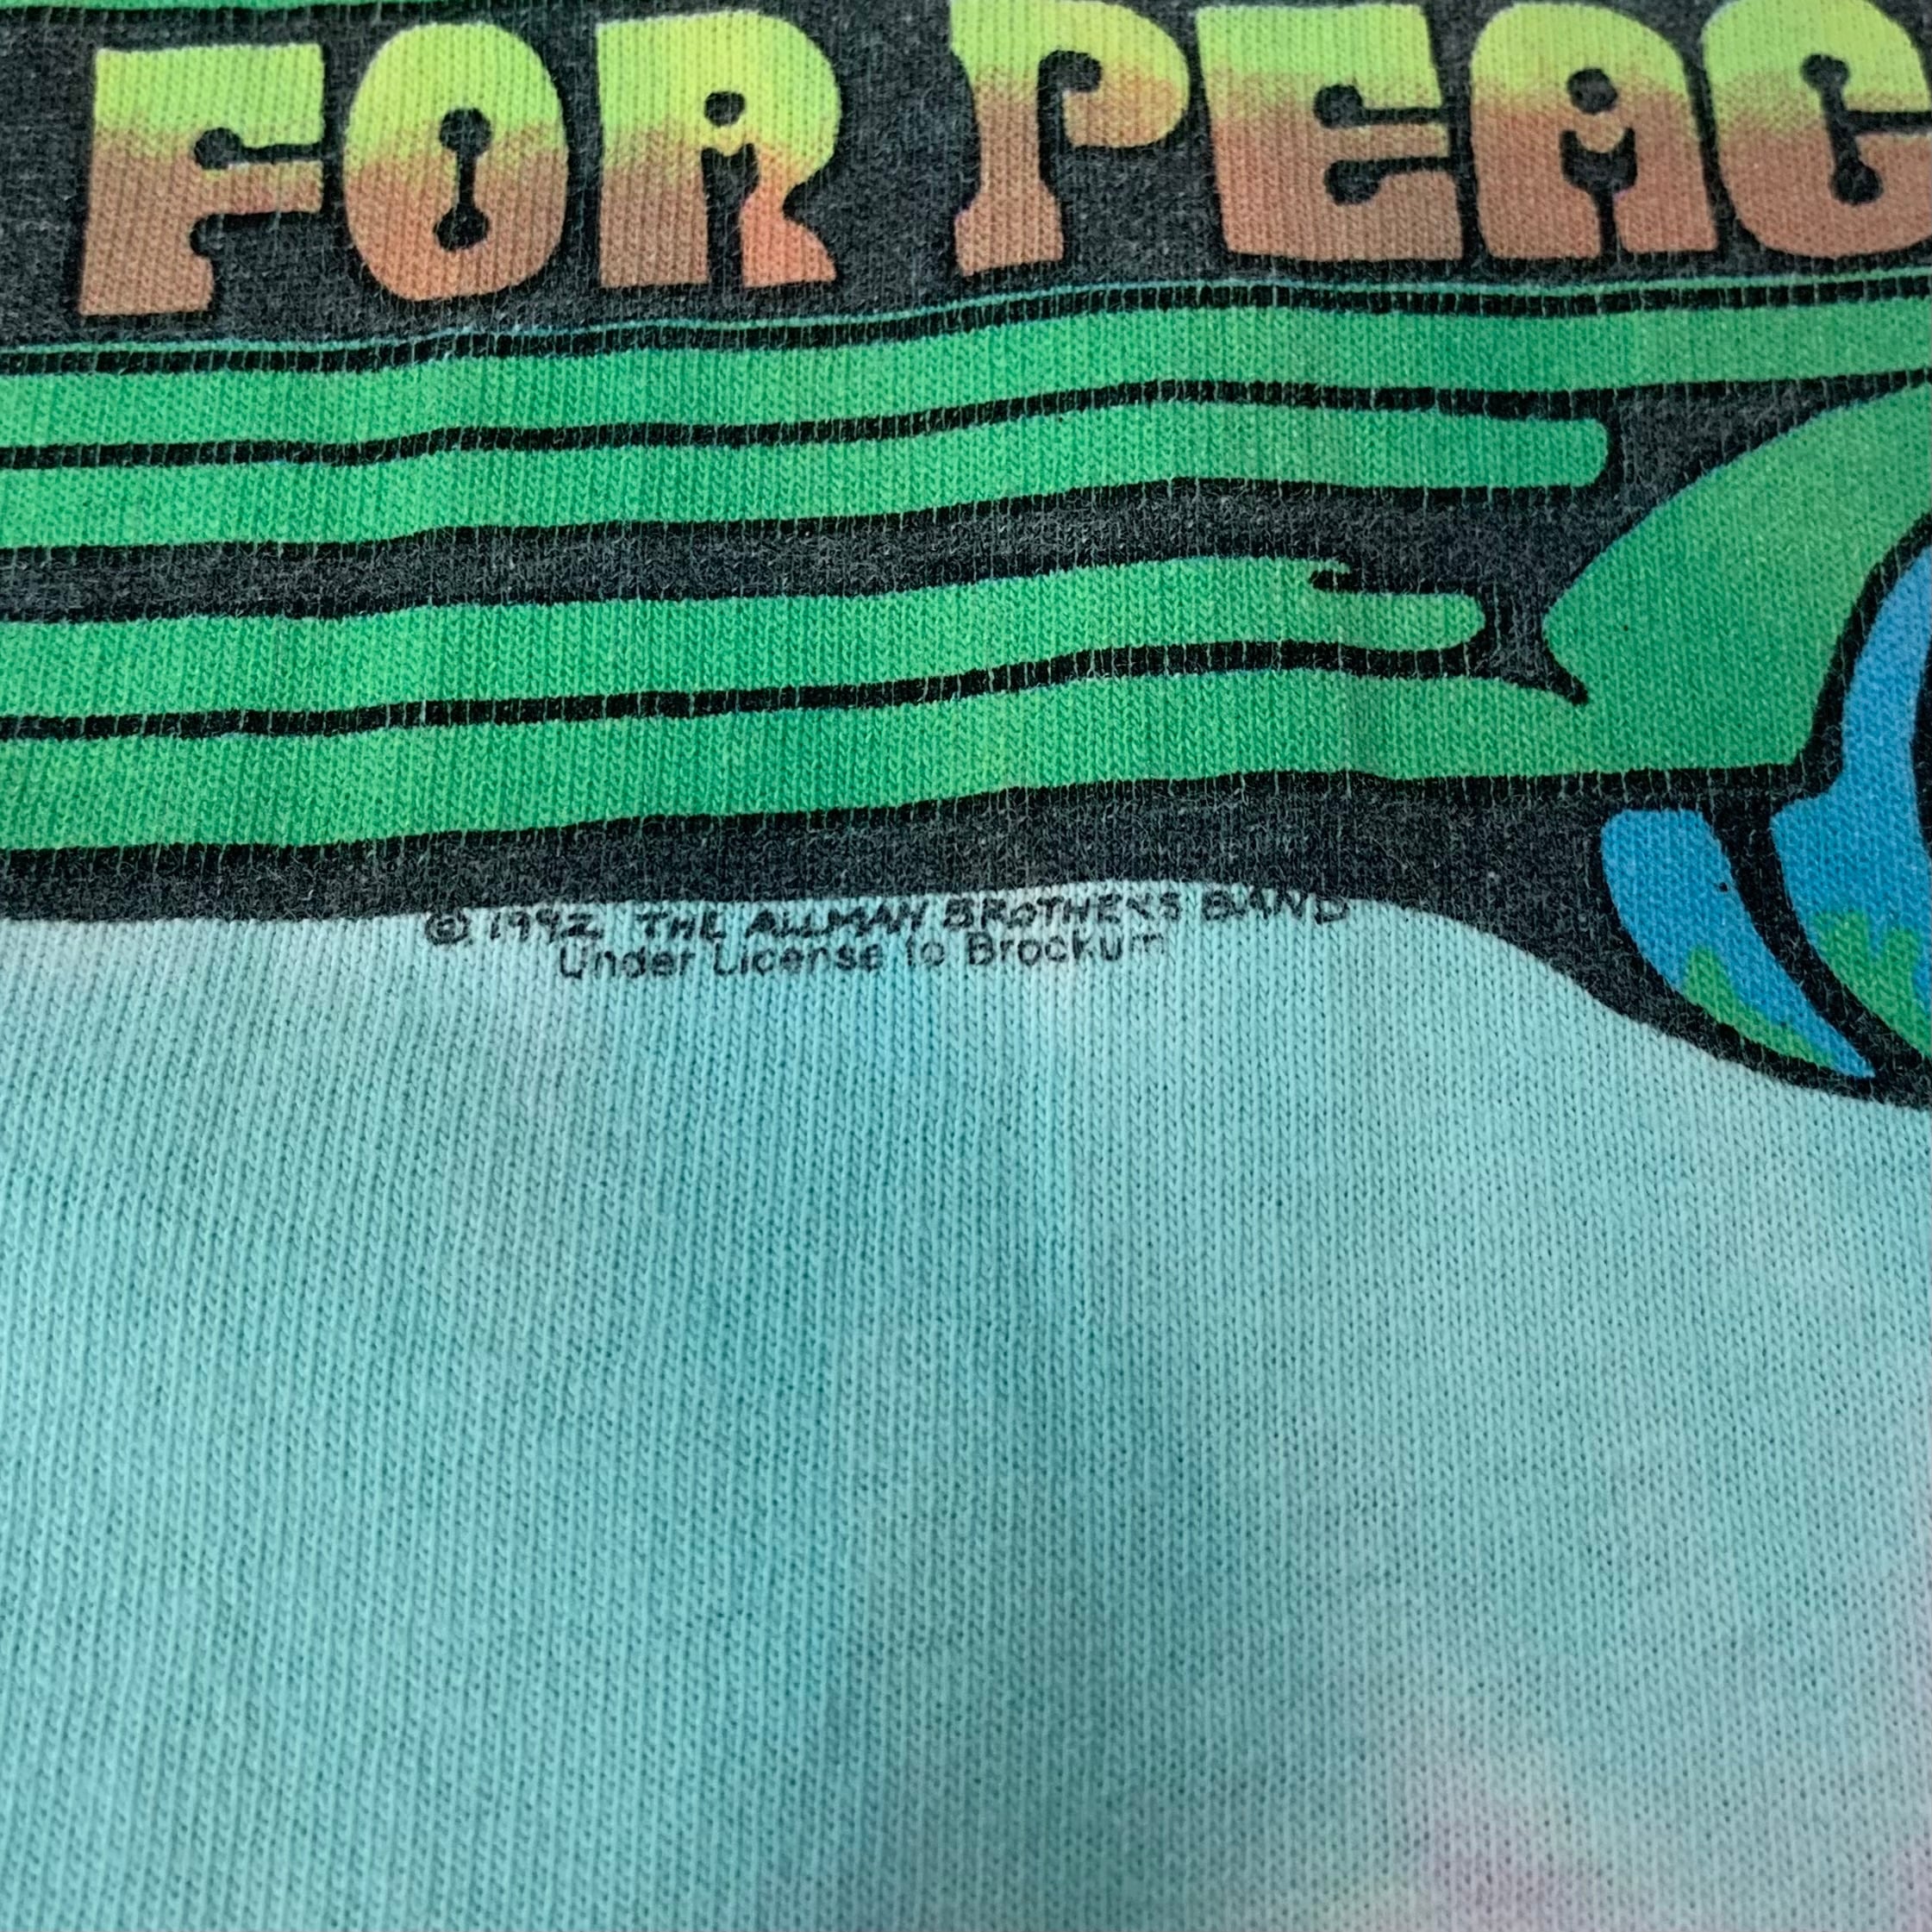 FOR PEAC
© 1992 THE ALLMAN BROTHERS BAND
Under License to Brockum